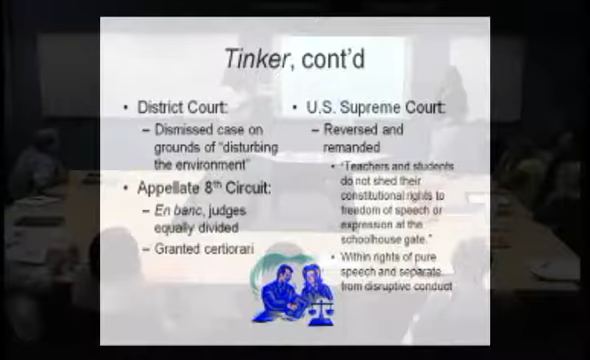 Tinker, cont'd
• District Court:
– Dismissed case on
grounds of "disturbing
the environment"
• Appellate 8th Circuit:
– En banc, judges
equally divided
– Granted certiorari
• U.S. Supreme Court:
– Reversed and
remanded
• "Teachers and students
do not shed their
constitutional rights to
freedom of speech or
expression at the
schoolhouse gate."
• Within rights of pure
speech and separate
from disruptive conduct